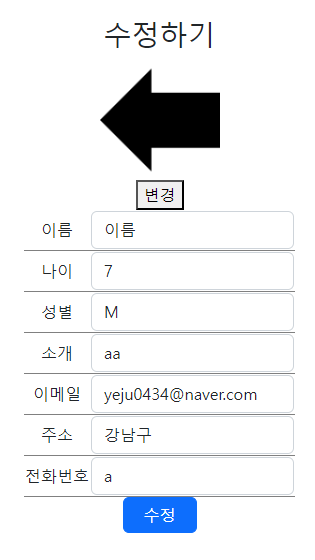 수정하기
변경
이름 이름
나이 7
성별 M
소개 aa
이메일 yeju0434@naver.com
주소 강남구
전화번호 a
수정